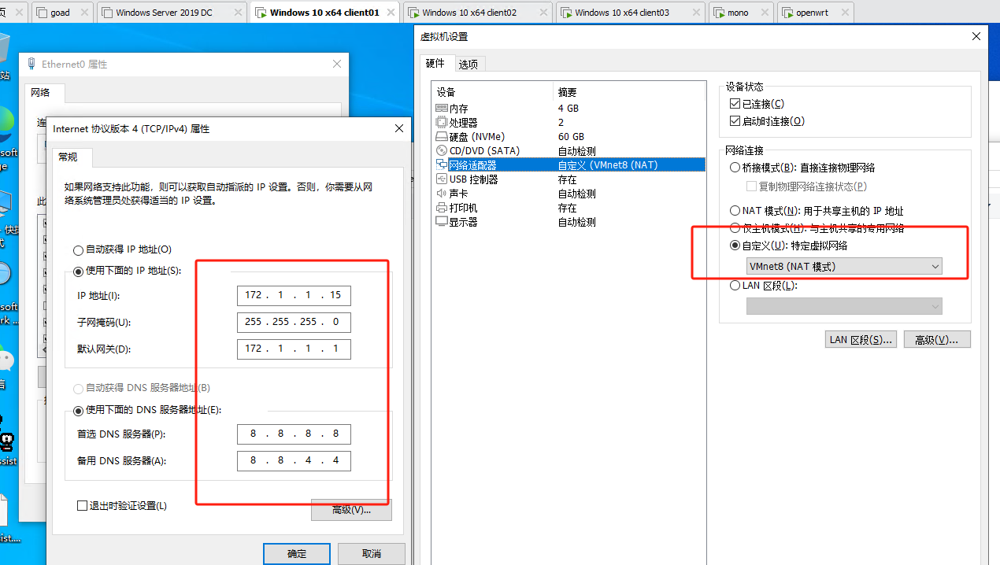 页
goad
Windows Server 2019 DC
Windows 10 x64 client01
Windows 10 x64 client02
Windows 10 x64 client03
mono
openwrt
站
soft
ge
快捷
式
soft
rk ...
信
ssist
ist....
Ethernet0 属性
网络
连
此
Internet 协议版本 4 (TCP/IPv4) 属性
常规
如果网络支持此功能，则可以获取自动指派的 IP 设置。否则，你需要从网
络系统管理员处获得适当的 IP 设置。
自动获得 IP 地址(O)
使用下面的 IP 地址(S):
IP 地址(I): 172 . 1 . 1 . 15
子网掩码(U): 255 . 255 . 255 . 0
默认网关(D): 172 . 1 . 1 . 1
自动获得 DNS 服务器地址(B)
使用下面的 DNS 服务器地址(E):
首选 DNS 服务器(P): 8 . 8 . 8 . 8
备用 DNS 服务器(A): 8 . 8 . 4 . 4
退出时验证设置(L)
高级(V)...
确定
取消
虚拟机设置
硬件
选项
设备 摘要
内存 4 GB
处理器 2
硬盘 (NVMe) 60 GB
CD/DVD (SATA) 自动检测
网络适配器 自定义 (VMnet8 (NAT)
USB 控制器 存在
声卡 自动检测
打印机 存在
显示器 自动检测
设备状态
已连接(C)
启动时连接(O)
网络连接
桥接模式(B): 直接连接物理网络
复制物理网络连接状态(P)
NAT 模式(N): 用于共享主机的 IP 地址
仅主机模式(H): 与主机共享的专用网络
自定义(U): 特定虚拟网络
VMnet8 (NAT 模式)
LAN 区段(L):
LAN 区段(S)...
高级(V)...